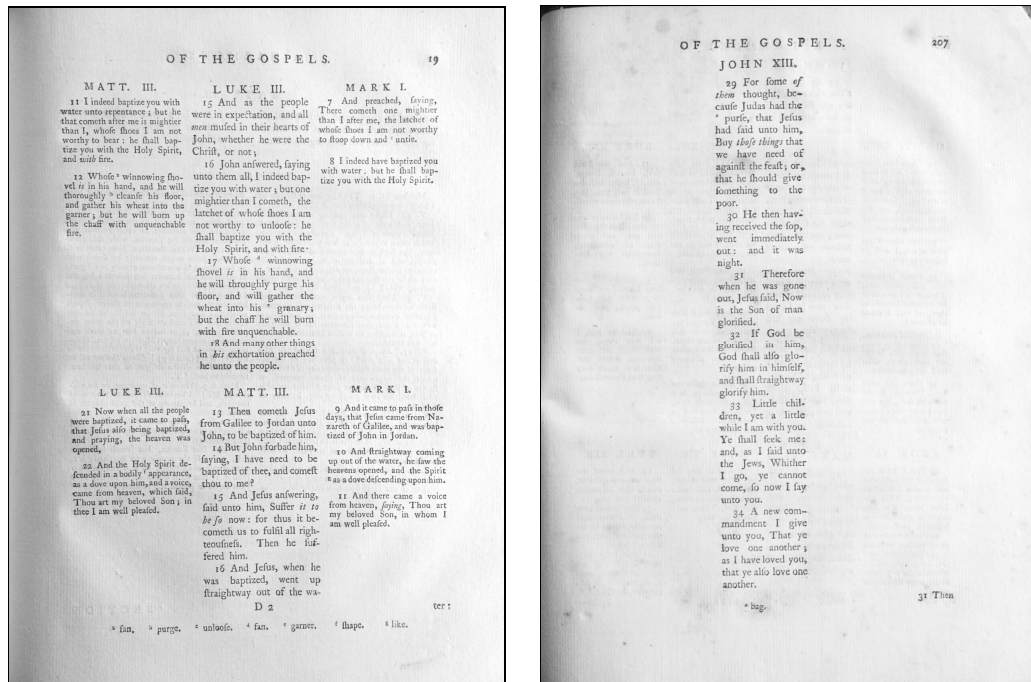 OF THE GOSPELS.
19
MATT. III.
11 I indeed baptize you with
water unto repentance; but he
that cometh after me is mightier
than I, whoſe ſhoes I am not
worthy to bear: he ſhall bap-
tize you with the Holy Spirit,
and with fire.
12 Whoſe ᵃ winnowing ſho-
vel is in his hand, and he will
thoroughly ᵇ cleanſe his floor,
and gather his wheat into the
garner; but he will burn up
the chaff with unquenchable
fire.
LUKE III.
15 And as the people
were in expectation, and all
men muſed in their hearts of
John, whether he were the
Chriſt, or not;
16 John anſwered, ſaying
unto them all, I indeed bap-
tize you with water; but one
mightier than I cometh, the
latchet of whoſe ſhoes I am
not worthy to unlooſe: he
ſhall baptize you with the
Holy Spirit, and with fire.
17 Whoſe ᵈ winnowing
ſhovel is in his hand, and
he will throughly purge his
floor, and will gather the
wheat into his ᵉ granary;
but the chaff he will burn
with fire unquenchable.
18 And many other things
in his exhortation preached
he unto the people.
MARK I.
7 And preached, ſaying,
There cometh one mightier
than I after me, the latchet of
whoſe ſhoes I am not worthy
to ſtoop down and ᶜ untie.
8 I indeed have baptized you
with water: but he ſhall bap-
tize you with the Holy Spirit.
LUKE III.
21 Now when all the people
were baptized, it came to paſs,
that Jeſus alſo being baptized,
and praying, the heaven was
opened,
22 And the Holy Spirit de-
ſcended in a bodily ᶠ appearance,
as a dove upon him, and a voice,
came from heaven, which ſaid,
Thou art my beloved Son; in
thee I am well pleaſed.
MATT. III.
13 Then cometh Jeſus
from Galilee to Jordan unto
John, to be baptized of him.
14 But John forbade him,
ſaying, I have need to be
baptized of thee, and comeſt
thou to me?
15 And Jeſus anſwering,
ſaid unto him, Suffer it to
be ſo now: for thus it be-
cometh us to fulfil all righ-
teouſneſs. Then he ſuf-
fered him.
16 And Jeſus, when he
was baptized, went up
ſtraightway out of the wa-
MARK I.
9 And it came to paſs in thoſe
days, that Jeſus came from Na-
zareth of Galilee, and was bap-
tized of John in Jordan.
10 And ſtraightway coming
up out of the water, he ſaw the
heavens opened, and the Spirit
ᵍ as a dove deſcending upon him.
11 And there came a voice
from heaven, ſaying, Thou art
my beloved Son, in whom I
am well pleaſed.
D 2
ter:
ᵃ fan, ᵇ purge. ᶜ unlooſe. ᵈ fan. ᵉ garner. ᶠ ſhape. ᵍ like.
OF THE GOSPELS.
207
JOHN XIII.
29 For ſome of
them thought, be-
cauſe Judas had the
ᵃ purſe, that Jeſus
had ſaid unto him,
Buy thoſe things that
we have need of
againſt the feaſt; or,
that he ſhould give
ſomething to the
poor.
30 He then hav-
ing received the ſop,
went immediately
out: and it was
night.
31 Therefore
when he was gone
out, Jeſus ſaid, Now
is the Son of man
glorified.
32 If God be
glorified in him,
God ſhall alſo glo-
rify him in himſelf,
and ſhall ſtraightway
glorify him.
33 Little chil-
dren, yet a little
while I am with you.
Ye ſhall ſeek me:
and, as I ſaid unto
the Jews, Whither
I go, ye cannot
come, ſo now I ſay
unto you.
34 A new com-
mandment I give
unto you, That ye
love one another;
as I have loved you,
that ye alſo love one
another.
31 Then
ᵃ bag.